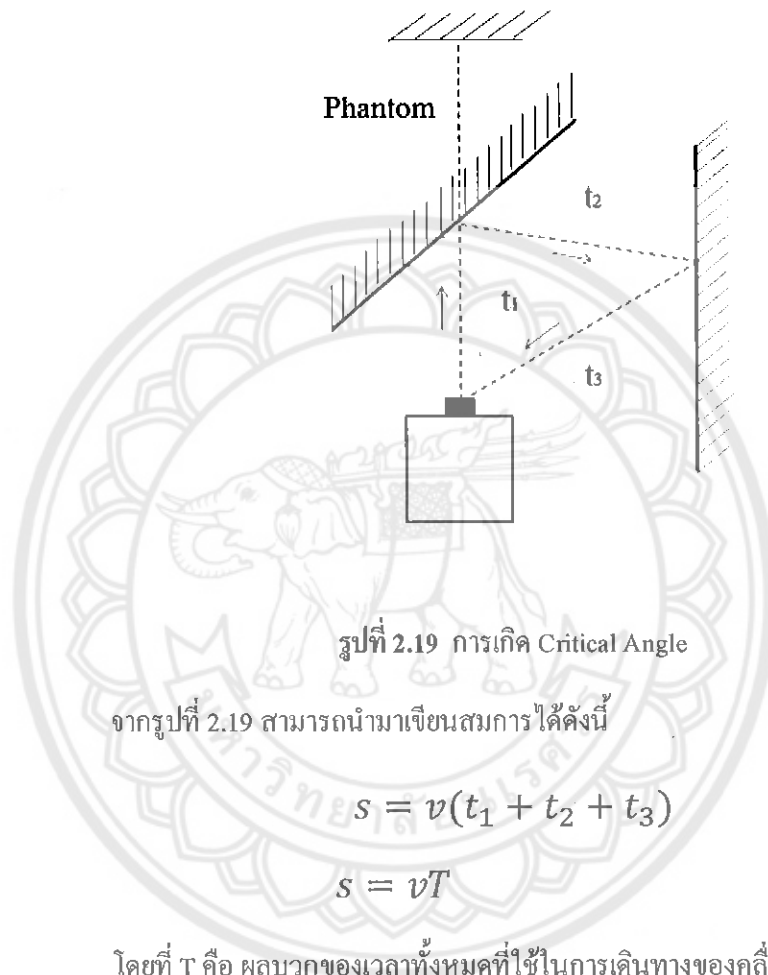 Phantom
t₂
t₁
t₃
รูปที่ 2.19 การเกิด Critical Angle
จากรูปที่ 2.19 สามารถนำมาเขียนสมการได้ดังนี้
s = v(t₁ + t₂ + t₃)
s = vT
โดยที่ T คือ ผลบวกของเวลาทั้งหมดที่ใช้ในการเดินทางของคลื่